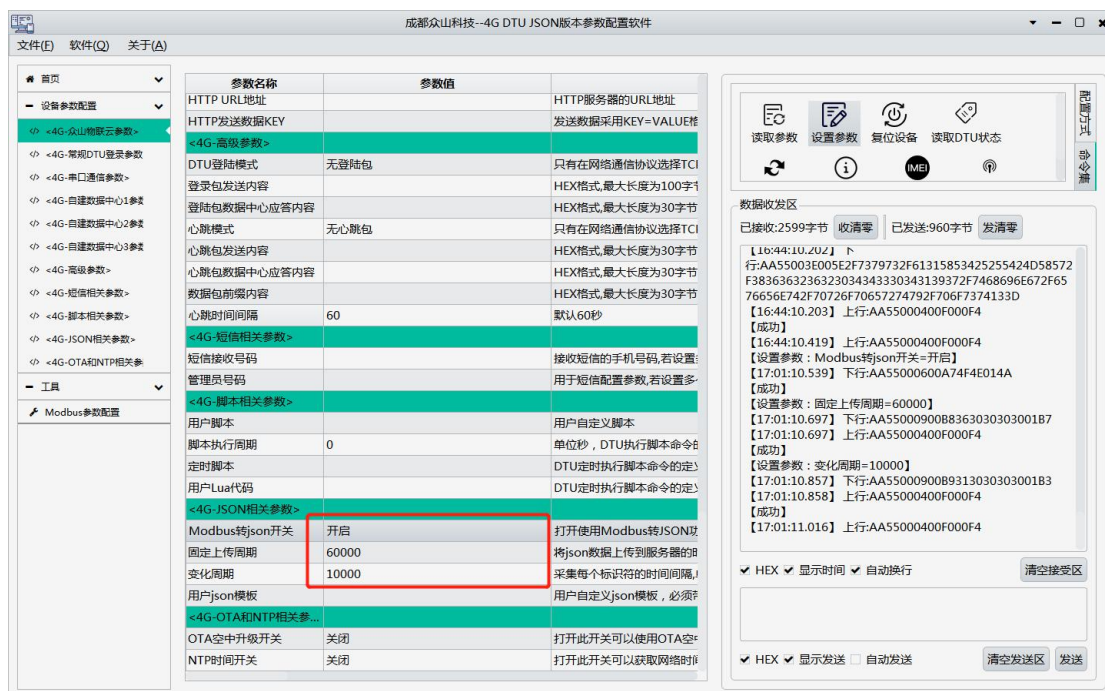 成都众山科技--4G DTU JSON版本参数配置软件
文件(F) 软件(Q) 关于(A)
首页
设备参数配置
<4G-众山物联云参数>
<4G-常规DTU登录参数
<4G-串口通信参数>
<4G-自建数据中心1参数
<4G-自建数据中心2参数
<4G-自建数据中心3参数
<4G-高级参数>
<4G-短信相关参数>
<4G-脚本相关参数>
<4G-JSON相关参数>
<4G-OTA和NTP相关参
工具
Modbus参数配置
参数名称 参数值
HTTP URL地址 HTTP服务器的URL地址
HTTP发送数据KEY 发送数据采用KEY=VALUE格
<4G-高级参数>
DTU登陆模式 无登陆包 只有在网络通信协议选择TCI
登录包发送内容 HEX格式,最大长度为100字节
登陆包数据中心应答内容 HEX格式,最大长度为30字节
心跳模式 无心跳包 只有在网络通信协议选择TCI
心跳包发送内容 HEX格式,最大长度为30字节
心跳包数据中心应答内容 HEX格式,最大长度为30字节
数据包前缀内容 HEX格式,最大长度为30字节
心跳时间间隔 60 默认60秒
<4G-短信相关参数>
短信接收号码 接收短信的手机号码,若设置
管理员号码 用于短信配置参数,若设置多
<4G-脚本相关参数>
用户脚本 用户自定义脚本
脚本执行周期 0 单位秒，DTU执行脚本命令的
定时脚本 DTU定时执行脚本命令的定义
用户Lua代码 DTU定时执行脚本命令的定义
<4G-JSON相关参数>
Modbus转json开关 开启 打开使用Modbus转JSON功
固定上传周期 60000 将json数据上传到服务器的时
变化周期 10000 采集每个标识符的时间间隔,
用户json模板 用户自定义json模板，必须符
<4G-OTA和NTP相关参...
OTA空中升级开关 关闭 打开此开关可以使用OTA空中
NTP时间开关 关闭 打开此开关可以获取网络时间
读取参数 设置参数 复位设备 读取DTU状态
IMEI
配置方式
命令集
数据收发区
已接收:2599字节 收清零 已发送:960字节 发清零
【16:44:10.202】下
行:AA55003E005E2F7379732F61315853425255424D58572
F3836363236323034343330343139372F7468696E672F65
76656E742F70726F70657274792F706F7374133D
【16:44:10.203】上行:AA55000400F000F4
【成功】
【16:44:10.419】上行:AA55000400F000F4
【设置参数：Modbus转json开关=开启】
【17:01:10.539】下行:AA55000600A74F4E014A
【成功】
【设置参数：固定上传周期=60000】
【17:01:10.697】下行:AA55000900B8363030303001B7
【17:01:10.697】上行:AA55000400F000F4
【成功】
【设置参数：变化周期=10000】
【17:01:10.857】下行:AA55000900B9313030303001B3
【17:01:10.858】上行:AA55000400F000F4
【成功】
【17:01:11.016】上行:AA55000400F000F4
HEX 显示时间 自动换行 清空接受区
HEX 显示发送 自动发送 清空发送区 发送